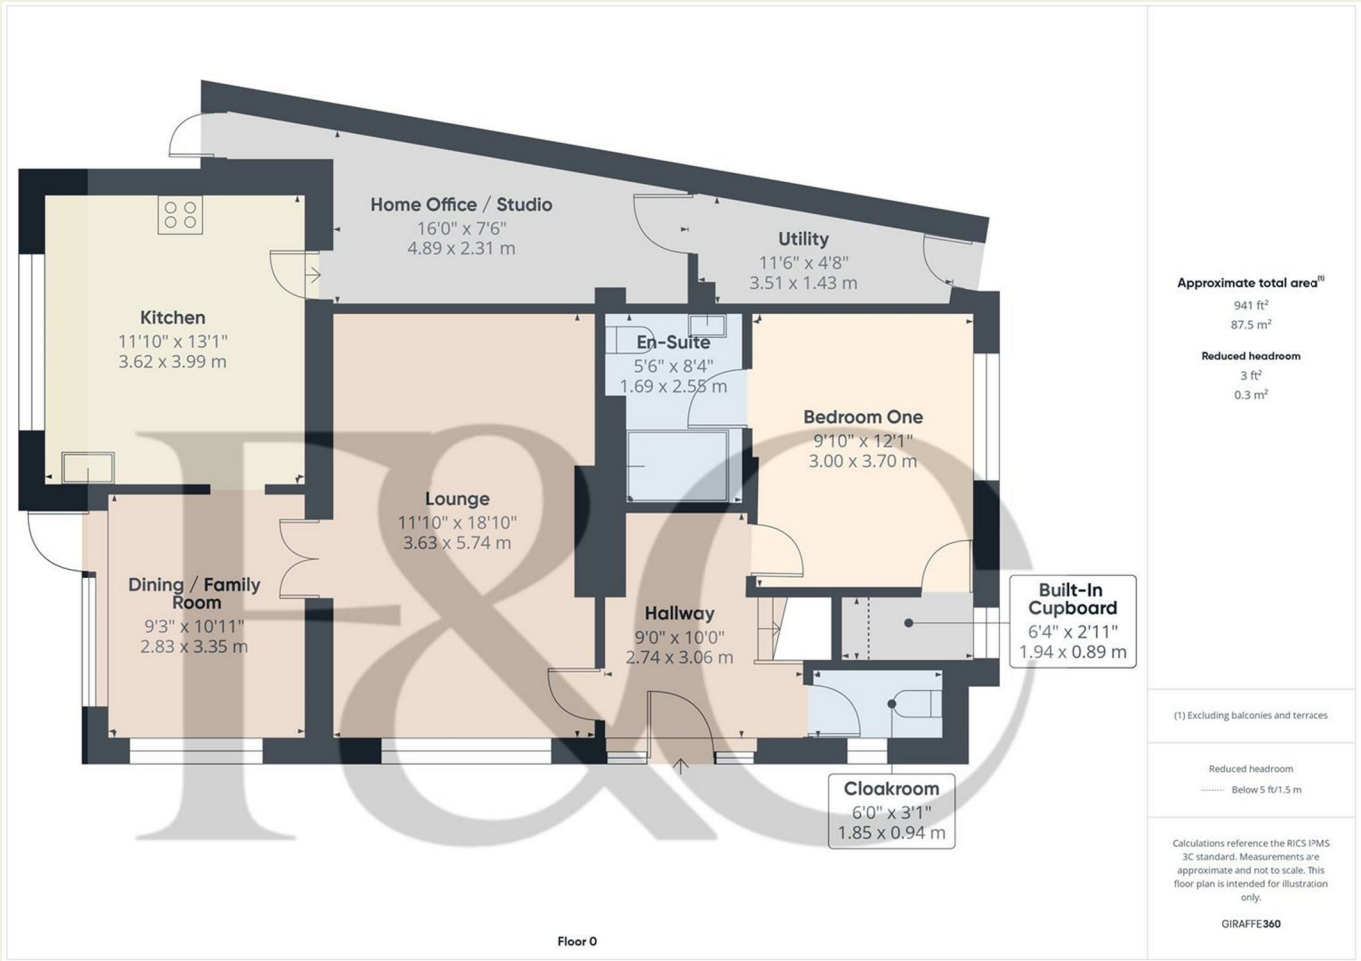 Home Office / Studio
16'0" x 7'6"
4.89 x 2.31 m
Utility
11'6" x 4'8"
3.51 x 1.43 m
Kitchen
11'10" x 13'1"
3.62 x 3.99 m
En-Suite
5'6" x 8'4"
1.69 x 2.55 m
Bedroom One
9'10" x 12'1"
3.00 x 3.70 m
Lounge
11'10" x 18'10"
3.63 x 5.74 m
Dining / Family
Room
9'3" x 10'11"
2.83 x 3.35 m
Hallway
9'0" x 10'0"
2.74 x 3.06 m
Built-In
Cupboard
6'4" x 2'11"
1.94 x 0.89 m
Cloakroom
6'0" x 3'1"
1.85 x 0.94 m
F&C
Floor 0
Approximate total area(1)
941 ft²
87.5 m²
Reduced headroom
3 ft²
0.3 m²
(1) Excluding balconies and terraces
Reduced headroom
Below 5 ft/1.5 m
Calculations reference the RICS IPMS
3C standard. Measurements are
approximate and not to scale. This
floor plan is intended for illustration
only.
GIRAFFE360